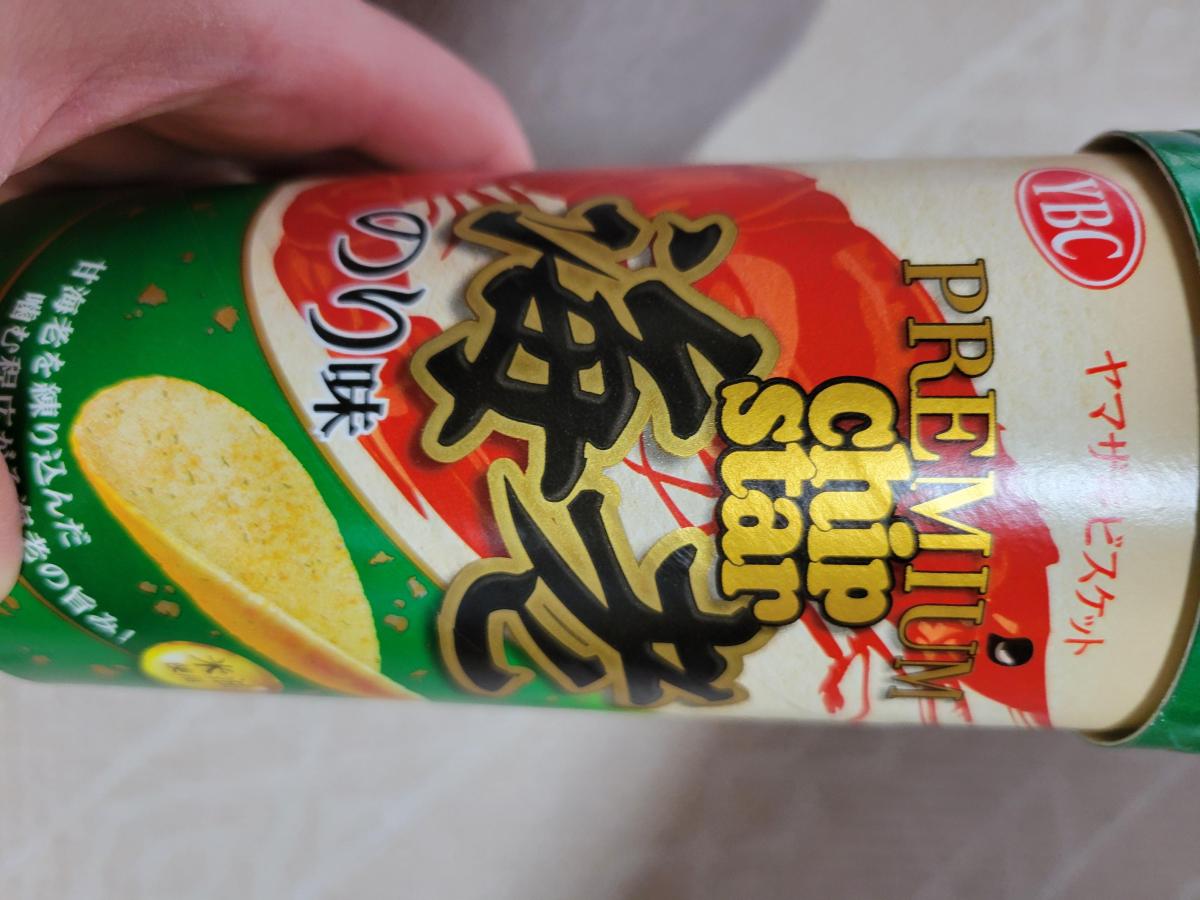 YBC
ヤマザキビスケット
PREMIUM
chip
star
海老
のり味
甘海老を練り込んだ